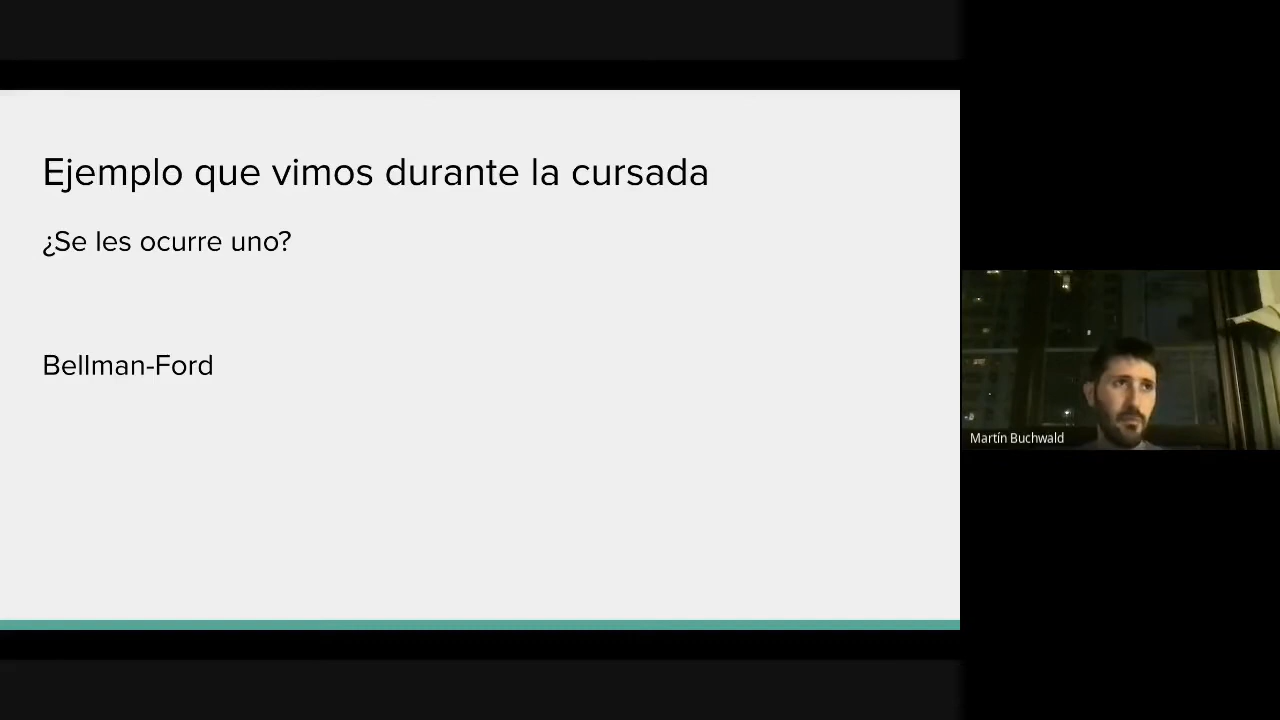 Ejemplo que vimos durante la cursada
¿Se les ocurre uno?
Bellman-Ford
Martín Buchwald